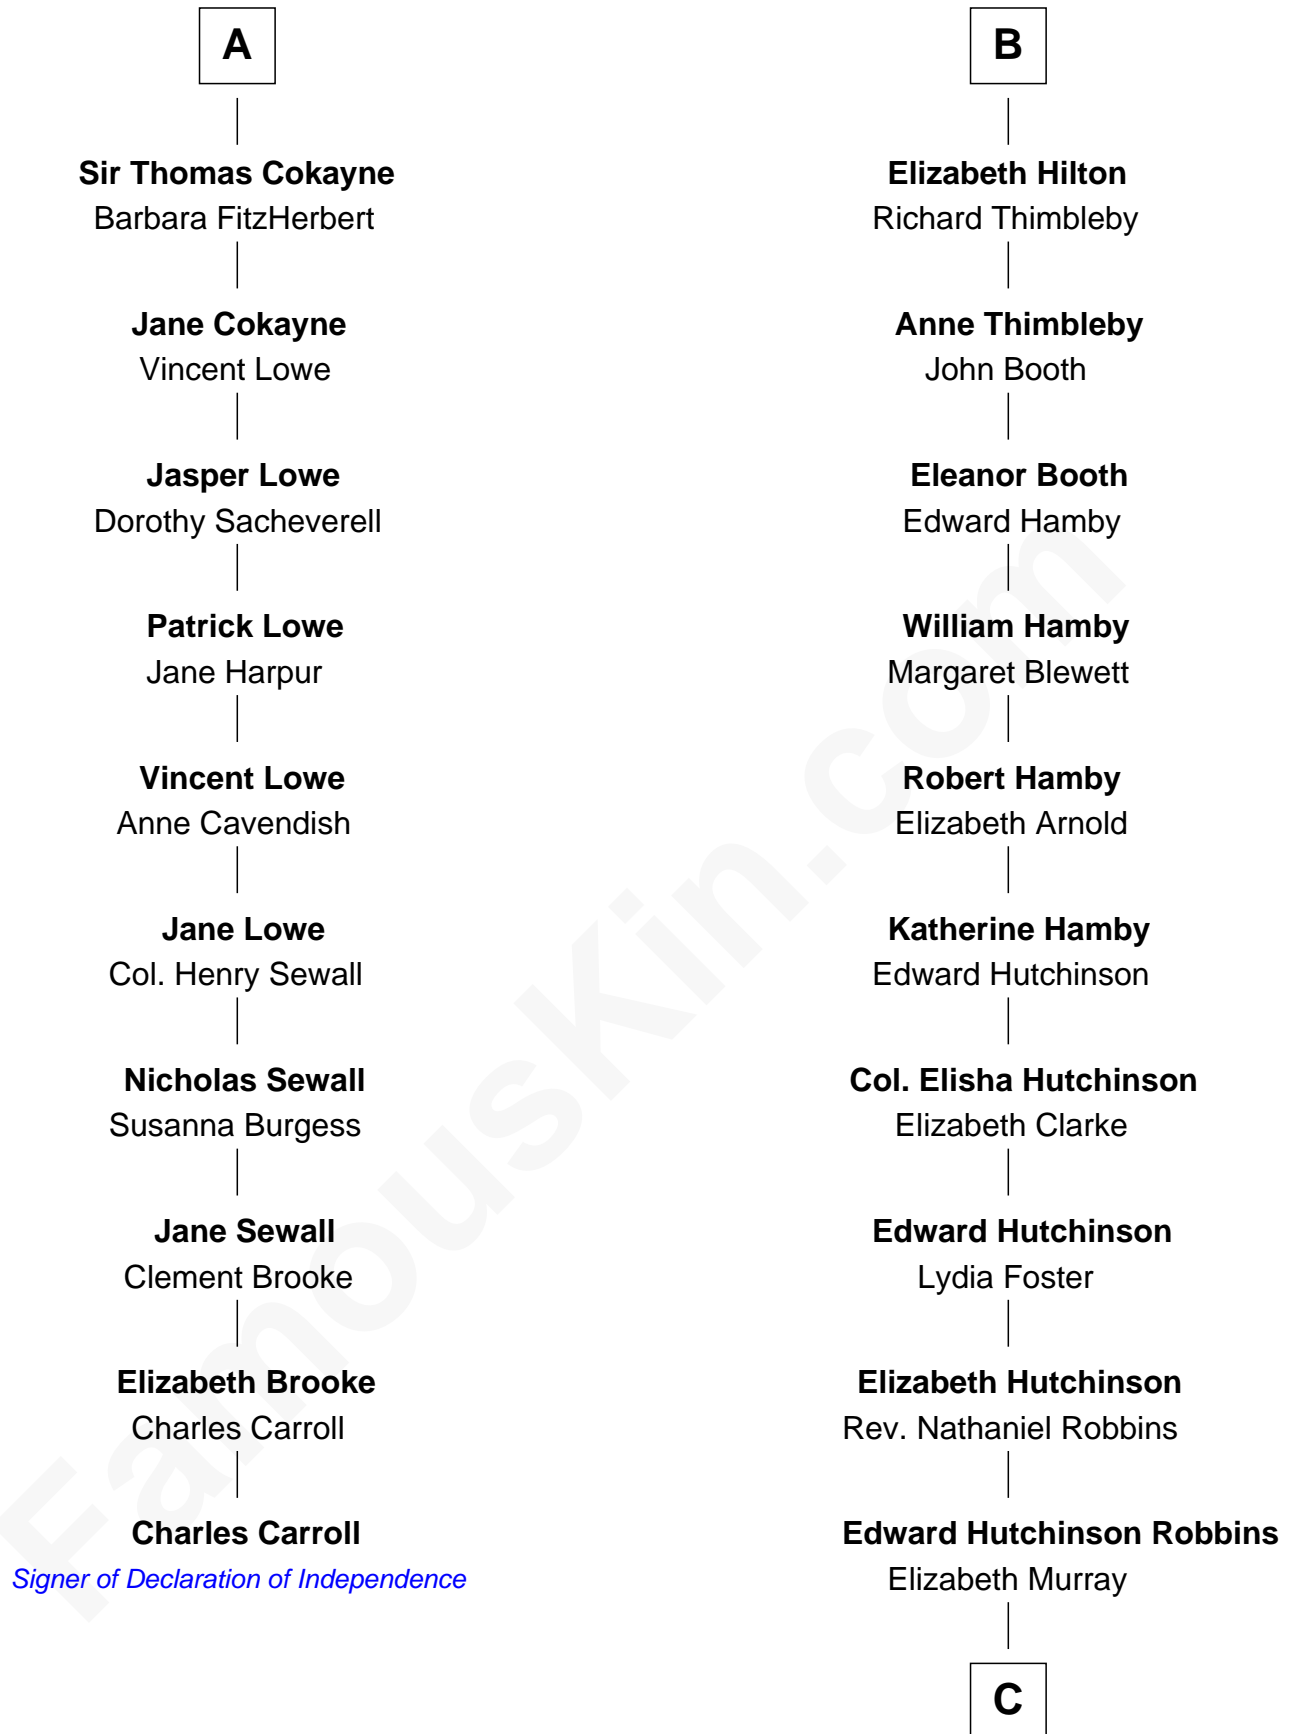 A
Sir Thomas Cokayne
Barbara FitzHerbert
Jane Cokayne
Vincent Lowe
Jasper Lowe
Dorothy Sacheverell
Patrick Lowe
Jane Harpur
Vincent Lowe
Anne Cavendish
Jane Lowe
Col. Henry Sewall
Nicholas Sewall
Susanna Burgess
Jane Sewall
Clement Brooke
Elizabeth Brooke
Charles Carroll
Charles Carroll
Signer of Declaration of Independence
B
Elizabeth Hilton
Richard Thimbleby
Anne Thimbleby
John Booth
Eleanor Booth
Edward Hamby
William Hamby
Margaret Blewett
Robert Hamby
Elizabeth Arnold
Katherine Hamby
Edward Hutchinson
Col. Elisha Hutchinson
Elizabeth Clarke
Edward Hutchinson
Lydia Foster
Elizabeth Hutchinson
Rev. Nathaniel Robbins
Edward Hutchinson Robbins
Elizabeth Murray
C
FamousKin.com